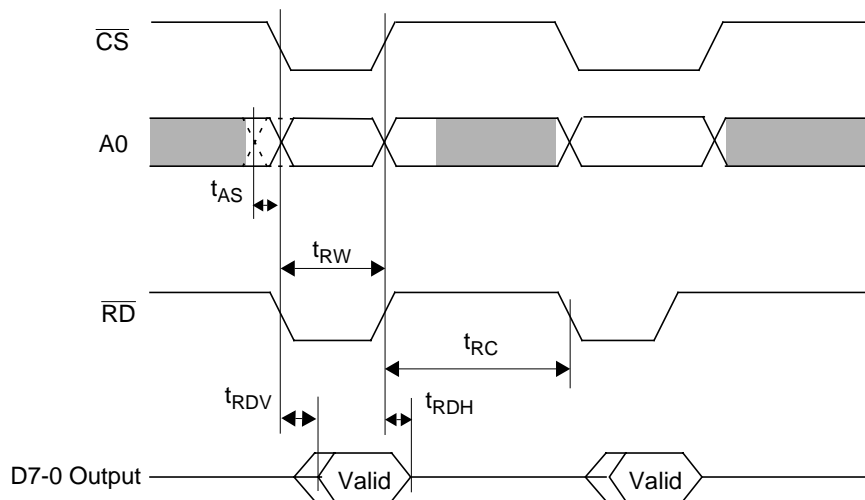 CS
A0
tAS
tRW
RD
tRC
tRDV
tRDH
D7-0 Output
Valid
Valid